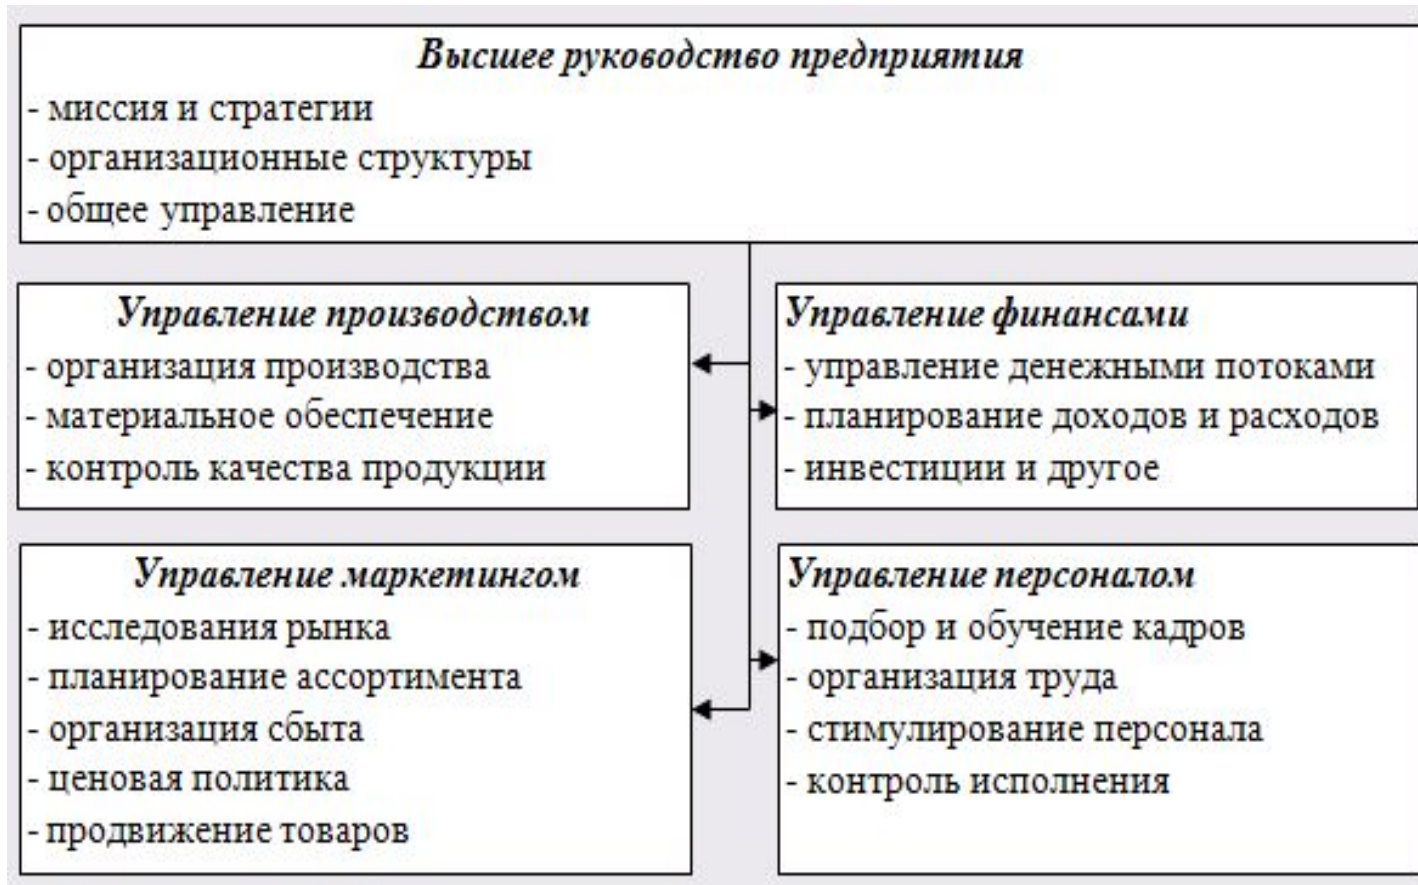 Высшее руководство предприятия
- миссия и стратегии
- организационные структуры
- общее управление
Управление производством
- организация производства
- материальное обеспечение
- контроль качества продукции
Управление финансами
- управление денежными потоками
- планирование доходов и расходов
- инвестиции и другое
Управление маркетингом
- исследования рынка
- планирование ассортимента
- организация сбыта
- ценовая политика
- продвижение товаров
Управление персоналом
- подбор и обучение кадров
- организация труда
- стимулирование персонала
- контроль исполнения